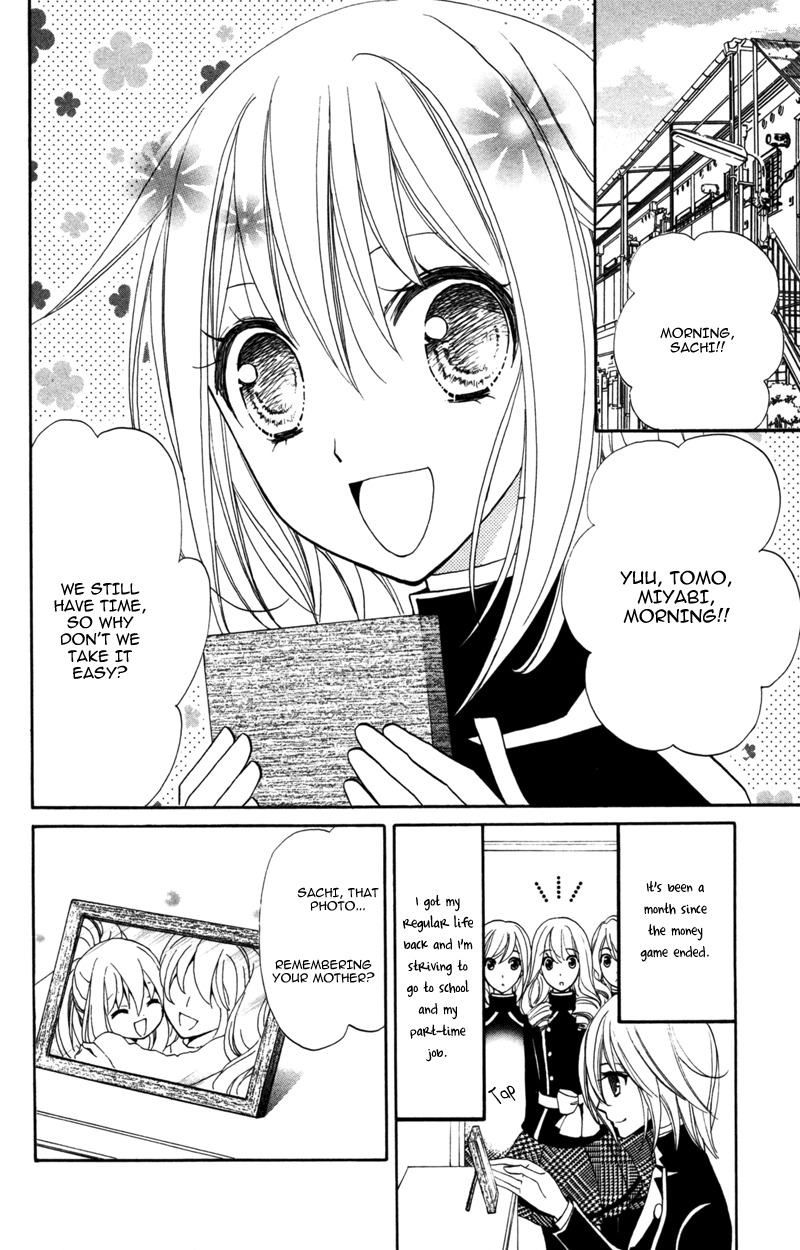 MORNING,
SACHI!!
YUU, TOMO,
MIYABI,
MORNING!!
WE STILL
HAVE TIME,
SO WHY
DON'T WE
TAKE IT
EASY?
It's been a
month since
the money
game ended.
I got my
regular life
back and I'm
striving to
go to school
and my
part-time
job.
Tap
SACHI, THAT
PHOTO...
REMEMBERING
YOUR MOTHER?